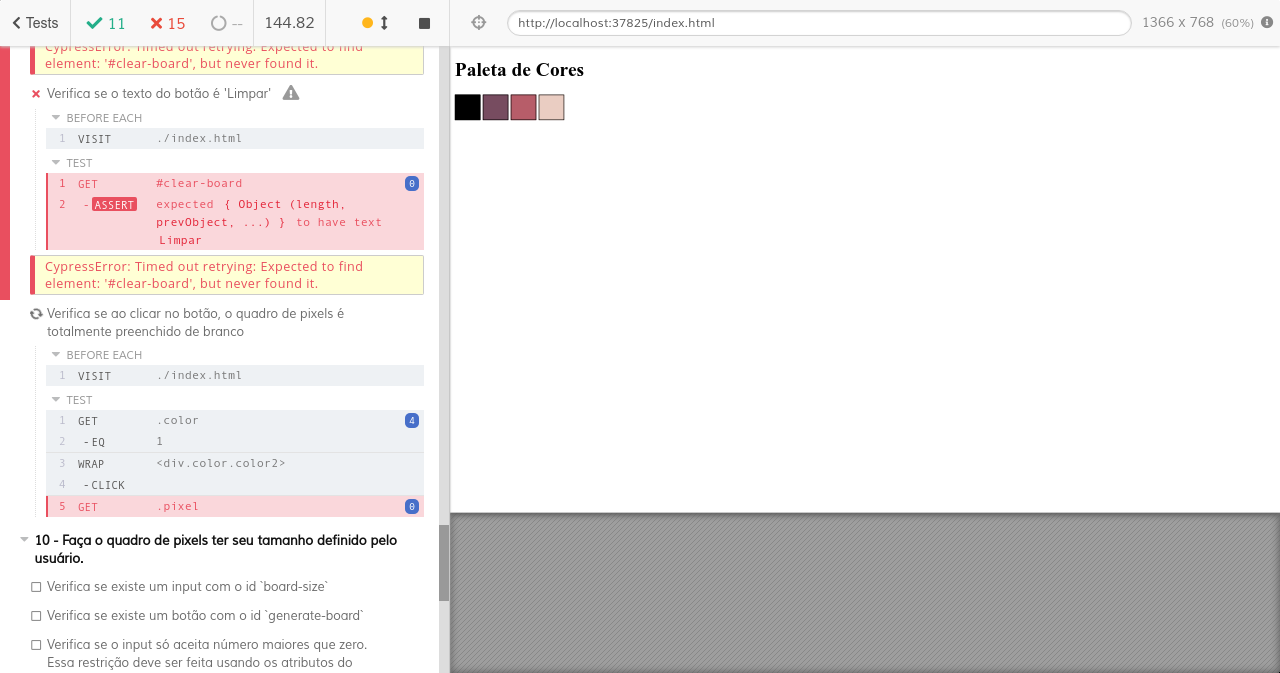 Tests
11
15
--
144.82
http://localhost:37825/index.html
1366 x 768 (60%)
CypressError: Timed out retrying: Expected to find
element: '#clear-board', but never found it.
Verifica se o texto do botão é 'Limpar'
BEFORE EACH
1 VISIT ./index.html
TEST
1 GET #clear-board 0
2 -ASSERT expected { Object (length,
prevObject, ...) } to have text
Limpar
CypressError: Timed out retrying: Expected to find
element: '#clear-board', but never found it.
Verifica se ao clicar no botão, o quadro de pixels é
totalmente preenchido de branco
BEFORE EACH
1 VISIT ./index.html
TEST
1 GET .color 4
2 -EQ 1
3 WRAP <div.color.color2>
4 -CLICK
5 GET .pixel 0
10 - Faça o quadro de pixels ter seu tamanho definido pelo
usuário.
Verifica se existe um input com o id `board-size`
Verifica se existe um botão com o id `generate-board`
Verifica se o input só aceita número maiores que zero.
Essa restrição deve ser feita usando os atributos do
Paleta de Cores